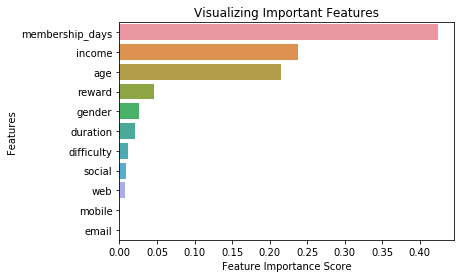 Visualizing Important Features
membership_days
income
age
reward
gender
duration
difficulty
social
web
mobile
email
Features
0.00 0.05 0.10 0.15 0.20 0.25 0.30 0.35 0.40
Feature Importance Score